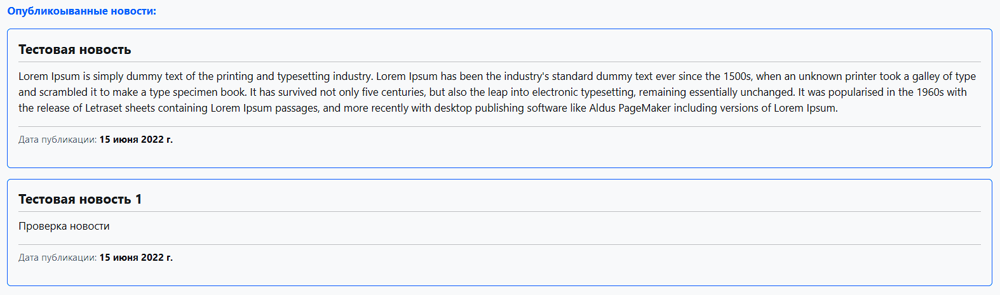 Опубликоыванные новости:
Тестовая новость
Lorem Ipsum is simply dummy text of the printing and typesetting industry. Lorem Ipsum has been the industry's standard dummy text ever since the 1500s, when an unknown printer took a galley of type
and scrambled it to make a type specimen book. It has survived not only five centuries, but also the leap into electronic typesetting, remaining essentially unchanged. It was popularised in the 1960s with
the release of Letraset sheets containing Lorem Ipsum passages, and more recently with desktop publishing software like Aldus PageMaker including versions of Lorem Ipsum.
Дата публикации: 15 июня 2022 г.
Тестовая новость 1
Проверка новости
Дата публикации: 15 июня 2022 г.